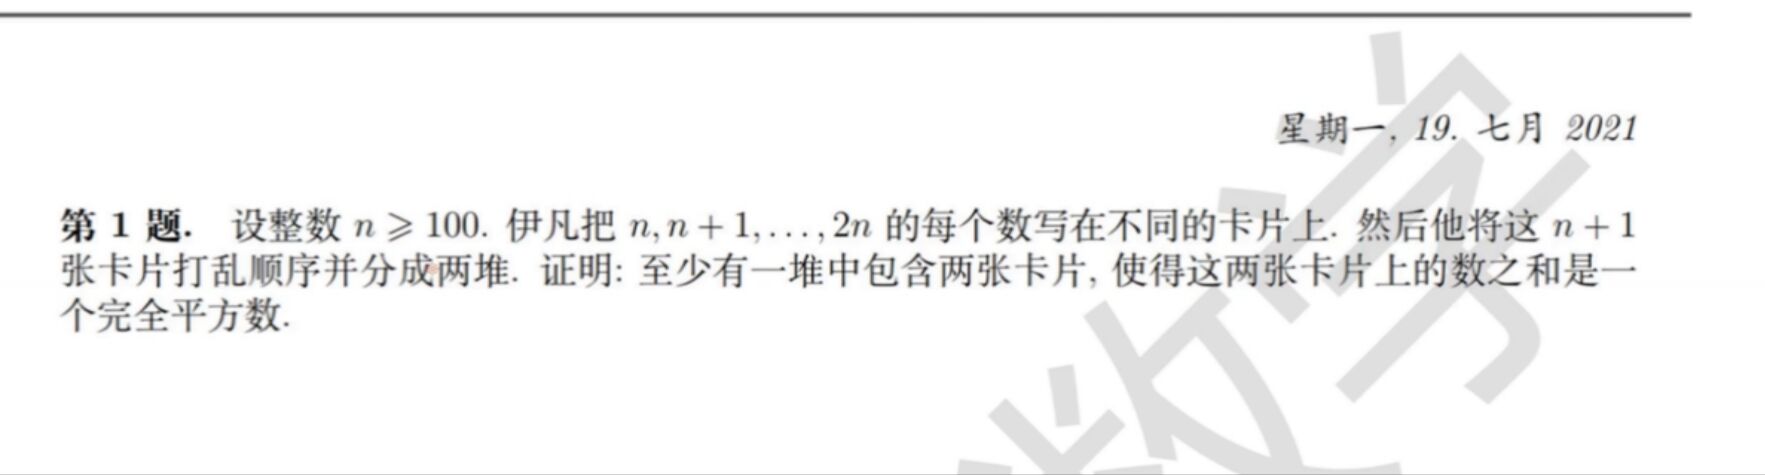 星期一, 19. 七月 2021
第 1 题. 设整数 n ⩾ 100. 伊凡把 n, n + 1, . . . , 2n 的每个数写在不同的卡片上. 然后他将这 n + 1
张卡片打乱顺序并分成两堆. 证明: 至少有一堆中包含两张卡片, 使得这两张卡片上的数之和是一
个完全平方数.
数学